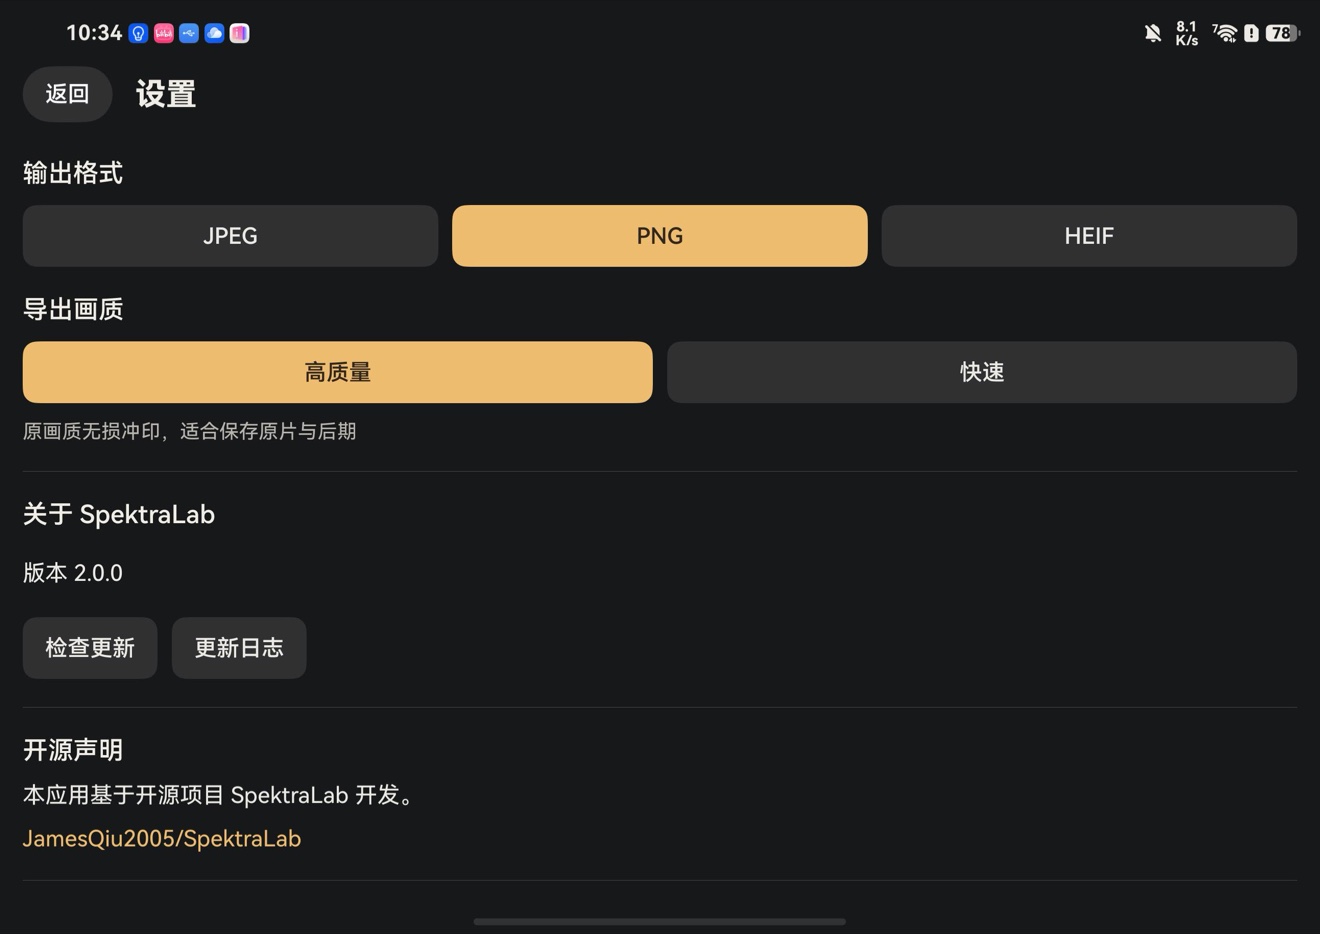 10:34
8.1 K/s
7
78
返回
设置
输出格式
JPEG
PNG
HEIF
导出画质
高质量
快速
原画质无损冲印，适合保存原片与后期
关于 SpektraLab
版本 2.0.0
检查更新
更新日志
开源声明
本应用基于开源项目 SpektraLab 开发。
JamesQiu2005/SpektraLab